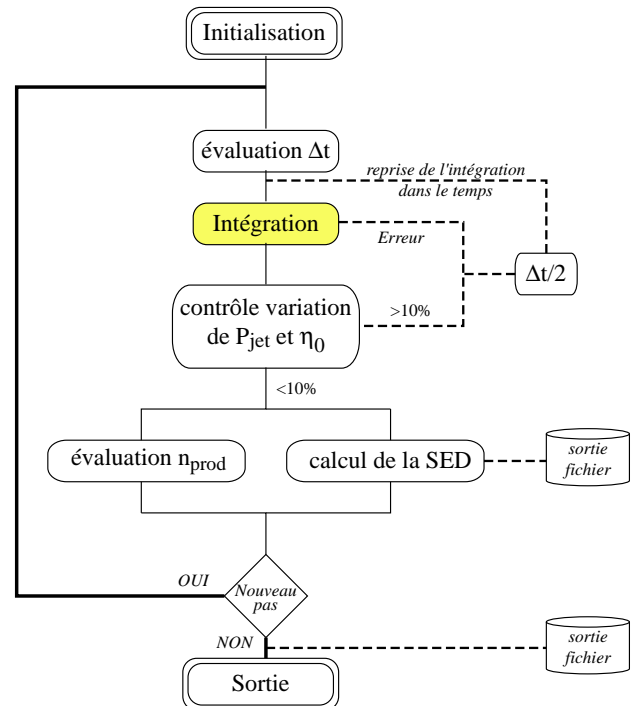 Initialisation
évaluation Δt
reprise de l'intégration
dans le temps
Intégration
Erreur
Δt/2
contrôle variation
de Pjet et η0
>10%
<10%
évaluation nprod
calcul de la SED
sortie
fichier
OUI
Nouveau
pas
NON
sortie
fichier
Sortie